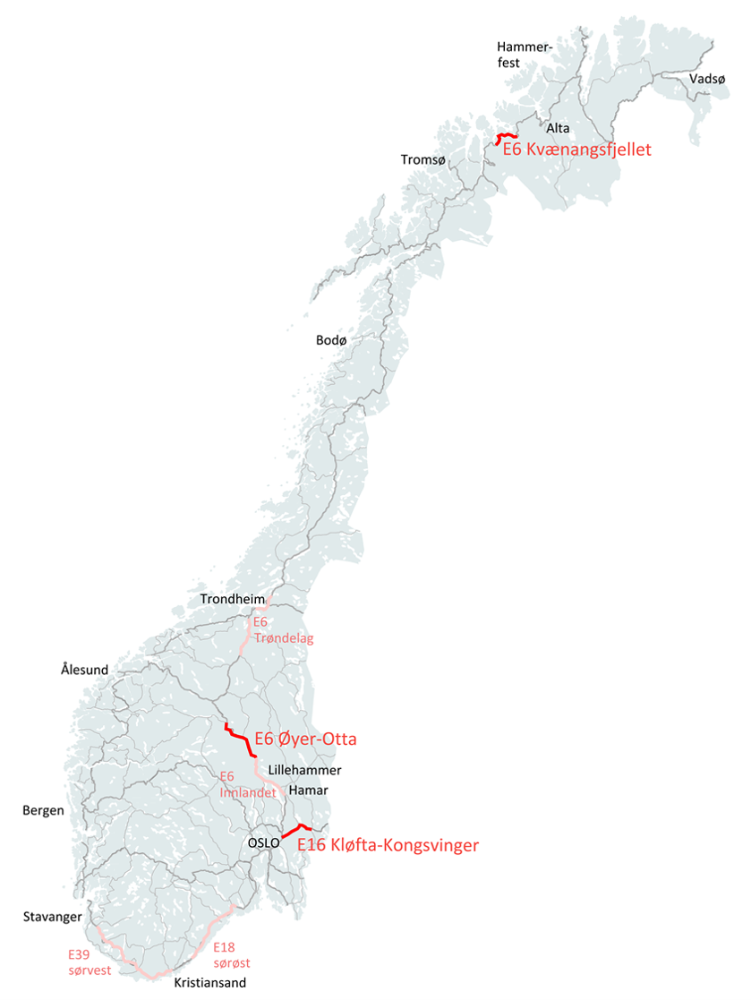 Hammer-
fest
Vadsø
Alta
E6 Kvænangsfjellet
Tromsø
Bodø
Trondheim
E6
Trøndelag
Ålesund
E6 Øyer-Otta
Lillehammer
E6
Innlandet
Hamar
Bergen
OSLO
E16 Kløfta-Kongsvinger
Stavanger
E39
sørvest
E18
sørøst
Kristiansand